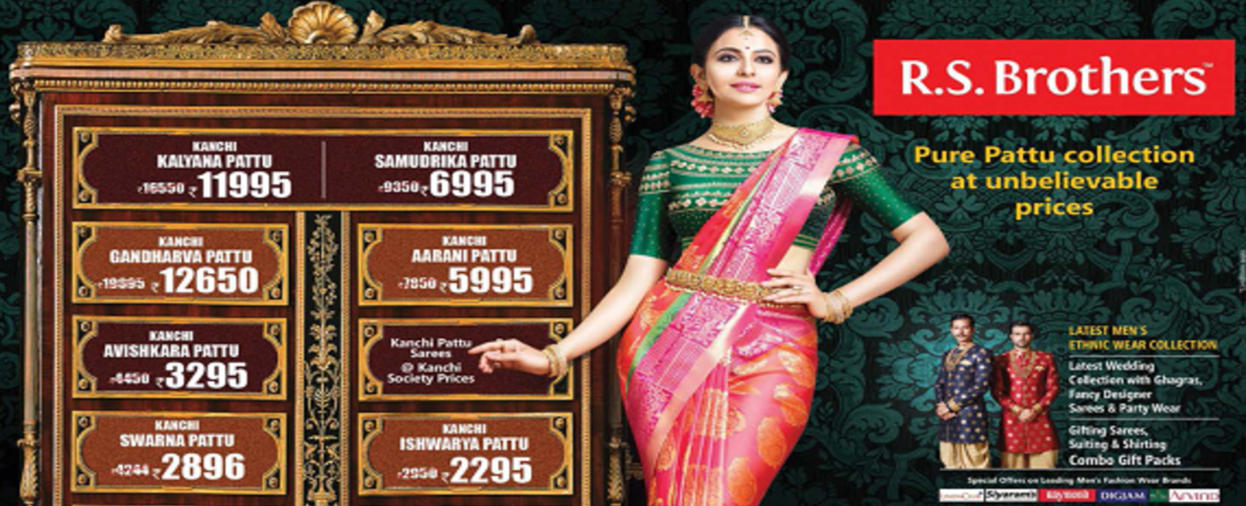 KANCHI
KALYANA PATTU
₹16550 ₹11995
KANCHI
SAMUDRIKA PATTU
₹9350 ₹6995
KANCHI
GANDHARVA PATTU
₹12650
KANCHI
AARANI PATTU
₹7850 ₹5995
KANCHI
AVISHKARA PATTU
₹4450 ₹3295
Kanchi Pattu
Sarees
@ Kanchi
Society Prices
KANCHI
SWARNA PATTU
₹4244 ₹2896
KANCHI
ISHWARYA PATTU
₹2950 ₹2295
R.S. Brothers™
Pure Pattu collection
at unbelievable
prices
LATEST MEN'S
ETHNIC WEAR COLLECTION
Latest Wedding
Collection with Ghagras,
Fancy Designer
Sarees & Party Wear
Gifting Sarees,
Suiting & Shirting
Combo Gift Packs
Special Offers on Leading Men's Fashion Wear Brands
Siyaram's Raymond DIGJAM ARVIND